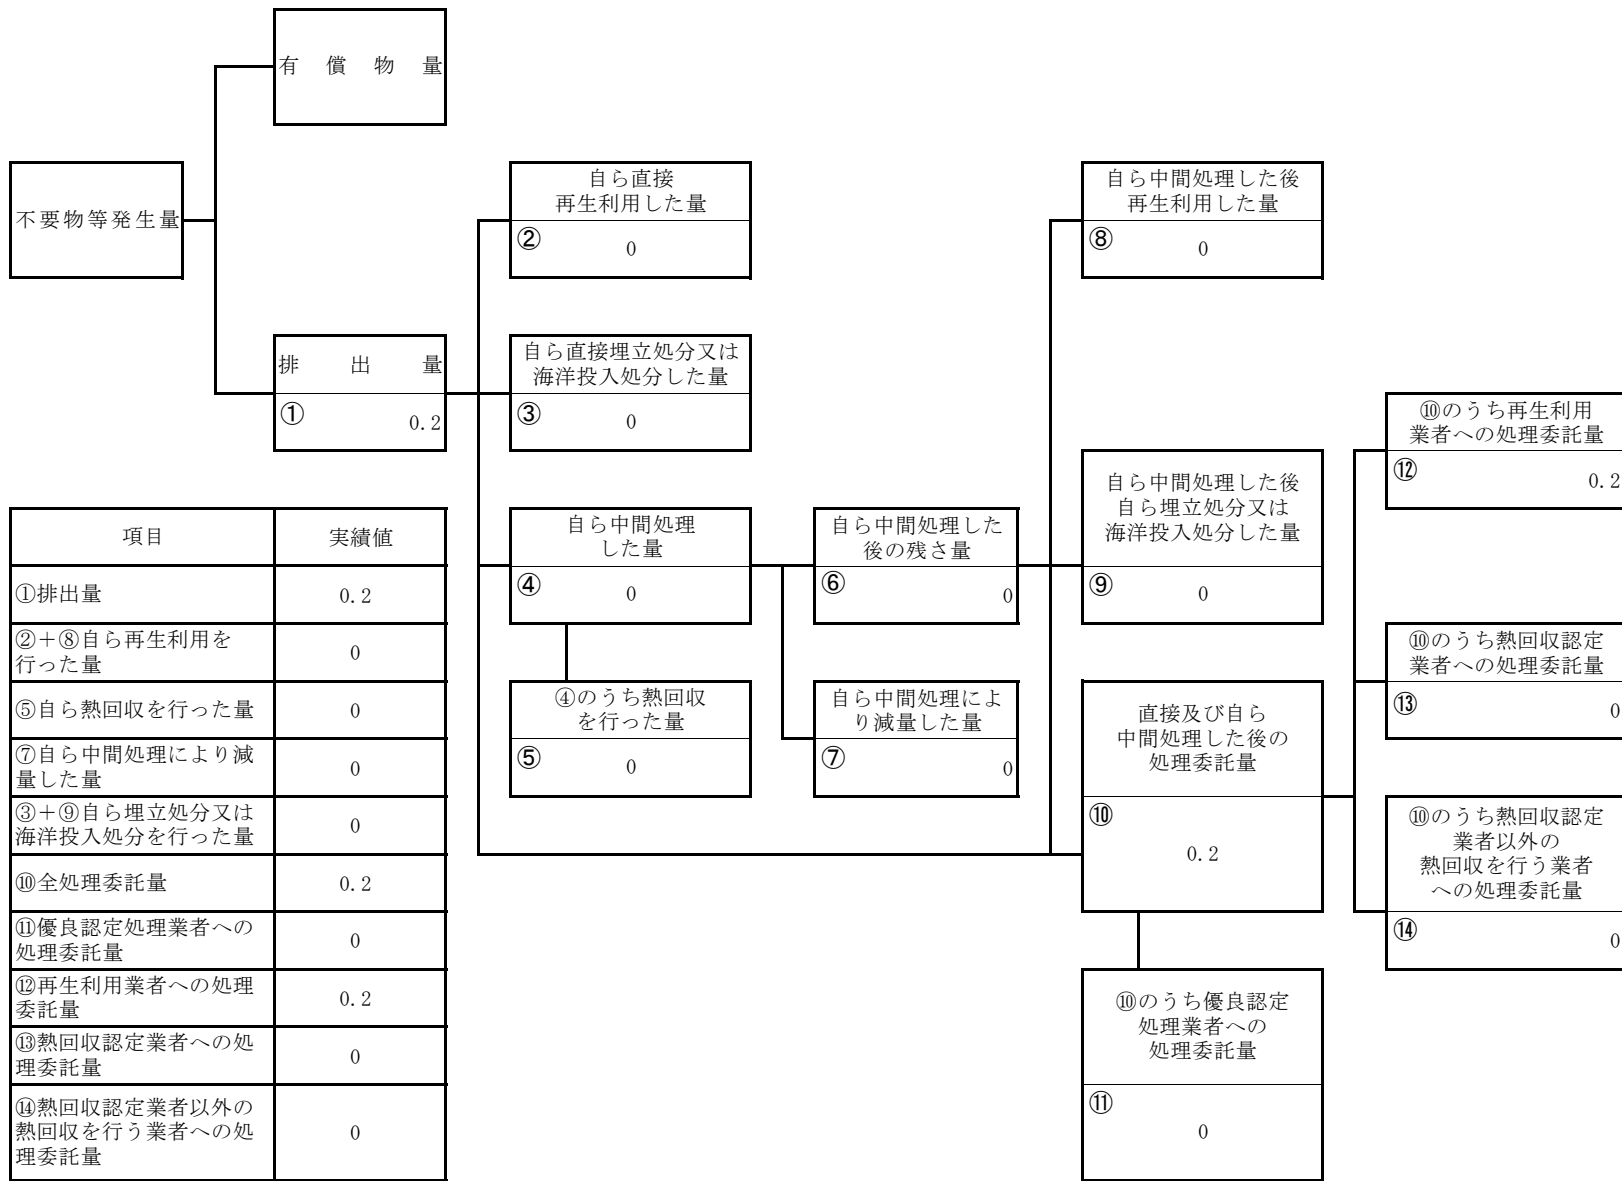 有償物量
不要物等発生量
排出量
①
0.2
自ら直接
再生利用した量
②
0
自ら直接埋立処分又は
海洋投入処分した量
③
0
自ら中間処理
した量
④
0
④のうち熱回収
を行った量
⑤
0
自ら中間処理した
後の残さ量
⑥
0
自ら中間処理によ
り減量した量
⑦
0
自ら中間処理した後
再生利用した量
⑧
0
自ら中間処理した後
自ら埋立処分又は
海洋投入処分した量
⑨
0
直接及び自ら
中間処理した後の
処理委託量
⑩
0.2
⑩のうち優良認定
処理業者への
処理委託量
⑪
0
⑩のうち再生利用
業者への処理委託量
⑫
0.2
⑩のうち熱回収認定
業者への処理委託量
⑬
0
⑩のうち熱回収認定
業者以外の
熱回収を行う業者
への処理委託量
⑭
0
項目 実績値
①排出量 0.2
②+⑧自ら再生利用を
行った量 0
⑤自ら熱回収を行った量 0
⑦自ら中間処理により減
量した量 0
③+⑨自ら埋立処分又は
海洋投入処分を行った量 0
⑩全処理委託量 0.2
⑪優良認定処理業者への
処理委託量 0
⑫再生利用業者への処理
委託量 0.2
⑬熱回収認定業者への処
理委託量 0
⑭熱回収認定業者以外の
熱回収を行う業者への処
理委託量 0